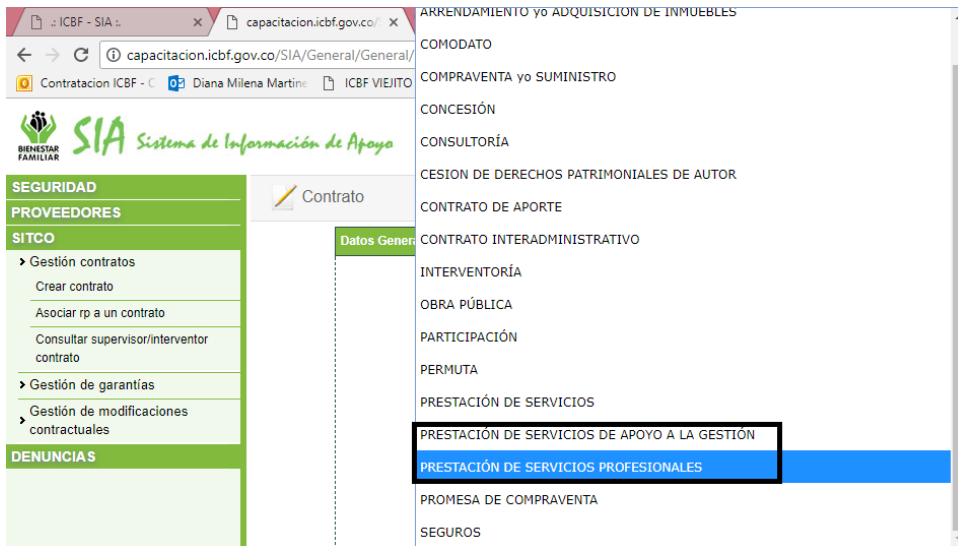 .: ICBF - SIA :.
capacitacion.icbf.gov.co/
capacitacion.icbf.gov.co/SIA/General/General/
Contratacion ICBF - C
Diana Milena Martine
ICBF VIEJITO
BIENESTAR
FAMILIAR
SIA Sistema de Información de Apoyo
SEGURIDAD
PROVEEDORES
SITCO
Gestión contratos
Crear contrato
Asociar rp a un contrato
Consultar supervisor/interventor
contrato
Gestión de garantías
Gestión de modificaciones
contractuales
DENUNCIAS
Contrato
Datos Gener
ARRENDAMIENTO yo ADQUISICIÓN DE INMUEBLES
COMODATO
COMPRAVENTA yo SUMINISTRO
CONCESIÓN
CONSULTORÍA
CESION DE DERECHOS PATRIMONIALES DE AUTOR
CONTRATO DE APORTE
CONTRATO INTERADMINISTRATIVO
INTERVENTORÍA
OBRA PÚBLICA
PARTICIPACIÓN
PERMUTA
PRESTACIÓN DE SERVICIOS
PRESTACIÓN DE SERVICIOS DE APOYO A LA GESTIÓN
PRESTACIÓN DE SERVICIOS PROFESIONALES
PROMESA DE COMPRAVENTA
SEGUROS